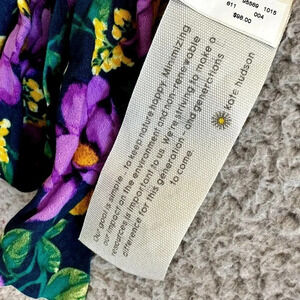 95569 1015
611 004
$98.00
Our goal is simple - to keep nature happy. Minimizing
our impact on the environment and non-renewable
resources is important to us. We're striving to make a
difference for this generation - and generations
to come.
kate hudson